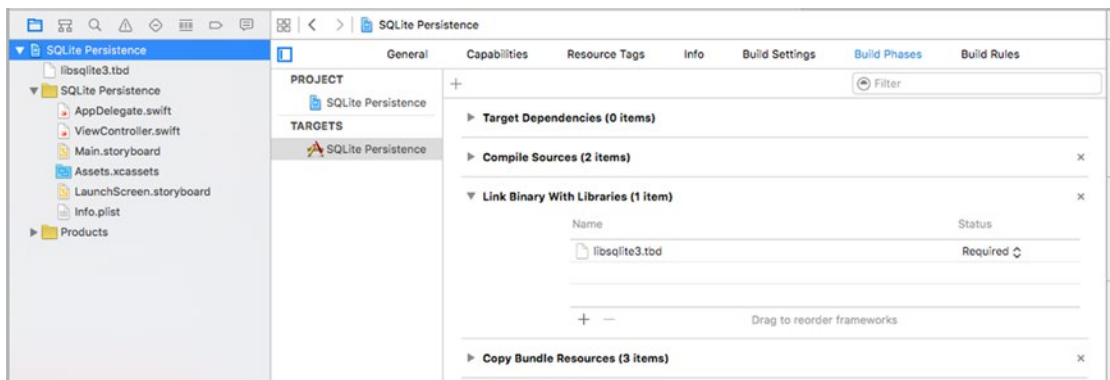 SQLite Persistence
SQLite Persistence
libsqlite3.tbd
SQLite Persistence
AppDelegate.swift
ViewController.swift
Main.storyboard
Assets.xcassets
LaunchScreen.storyboard
Info.plist
Products
General Capabilities Resource Tags Info Build Settings Build Phases Build Rules
PROJECT
SQLite Persistence
TARGETS
SQLite Persistence
+ Filter
Target Dependencies (0 items)
Compile Sources (2 items) ×
Link Binary With Libraries (1 item) ×
Name Status
libsqlite3.tbd Required
+ − Drag to reorder frameworks
Copy Bundle Resources (3 items) ×